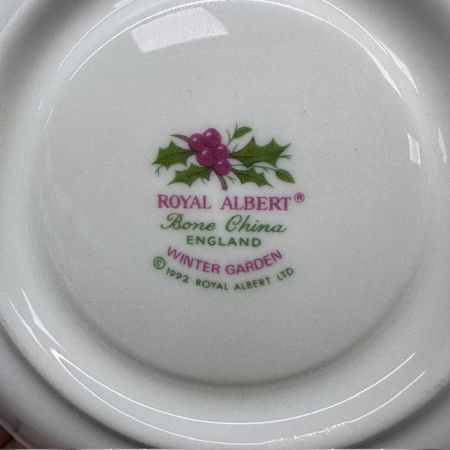 ROYAL ALBERT®
Bone China
ENGLAND
WINTER GARDEN
©1992 ROYAL ALBERT LTD